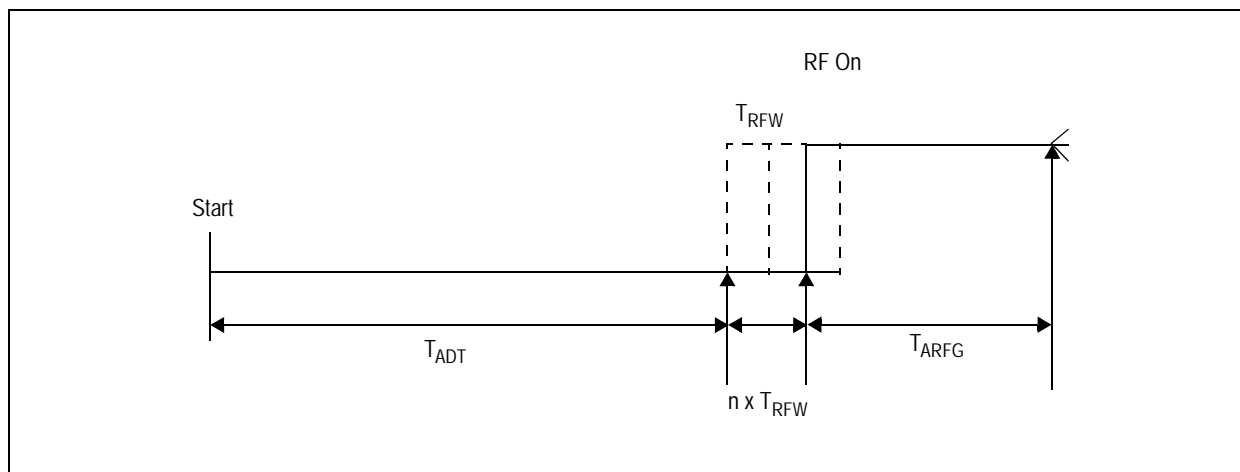 RF On
TRFW
Start
TADT
TARFG
n x TRFW